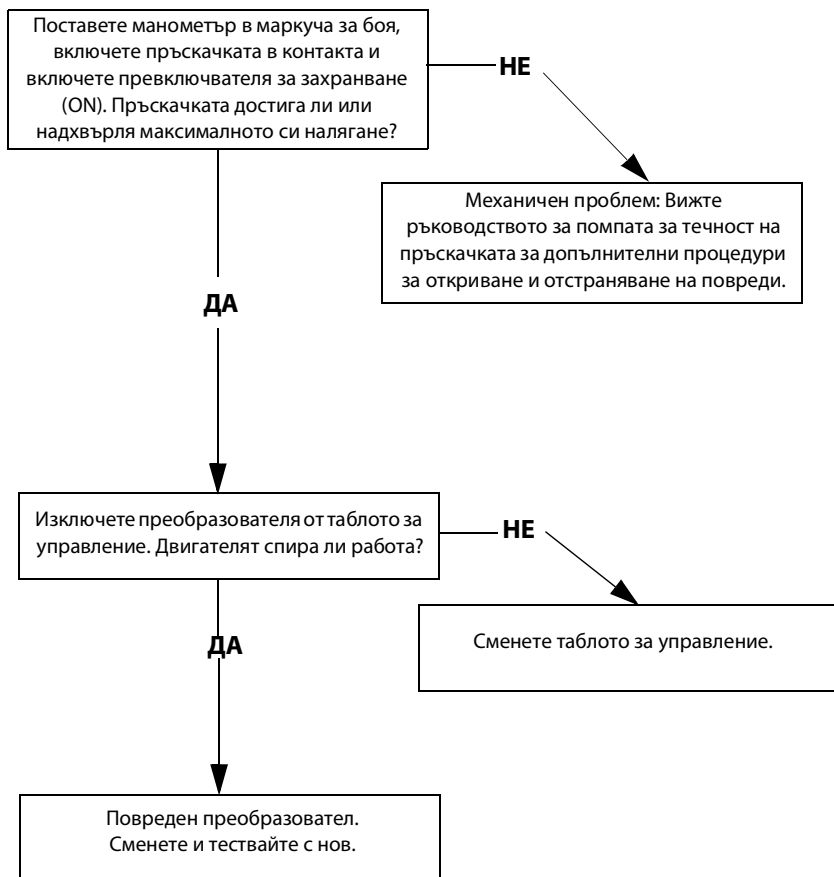 Поставете манометър в маркуча за боя,
включете пръскачката в контакта и
включете превключвателя за захранване
(ON). Пръскачката достига ли или
надхвърля максималното си налягане?
НЕ
Механичен проблем: Вижте
ръководството за помпата за течност на
пръскачката за допълнителни процедури
за откриване и отстраняване на повреди.
ДА
Изключете преобразователя от таблото за
управление. Двигателят спира ли работа?
НЕ
Сменете таблото за управление.
ДА
Повреден преобразовател.
Сменете и тествайте с нов.